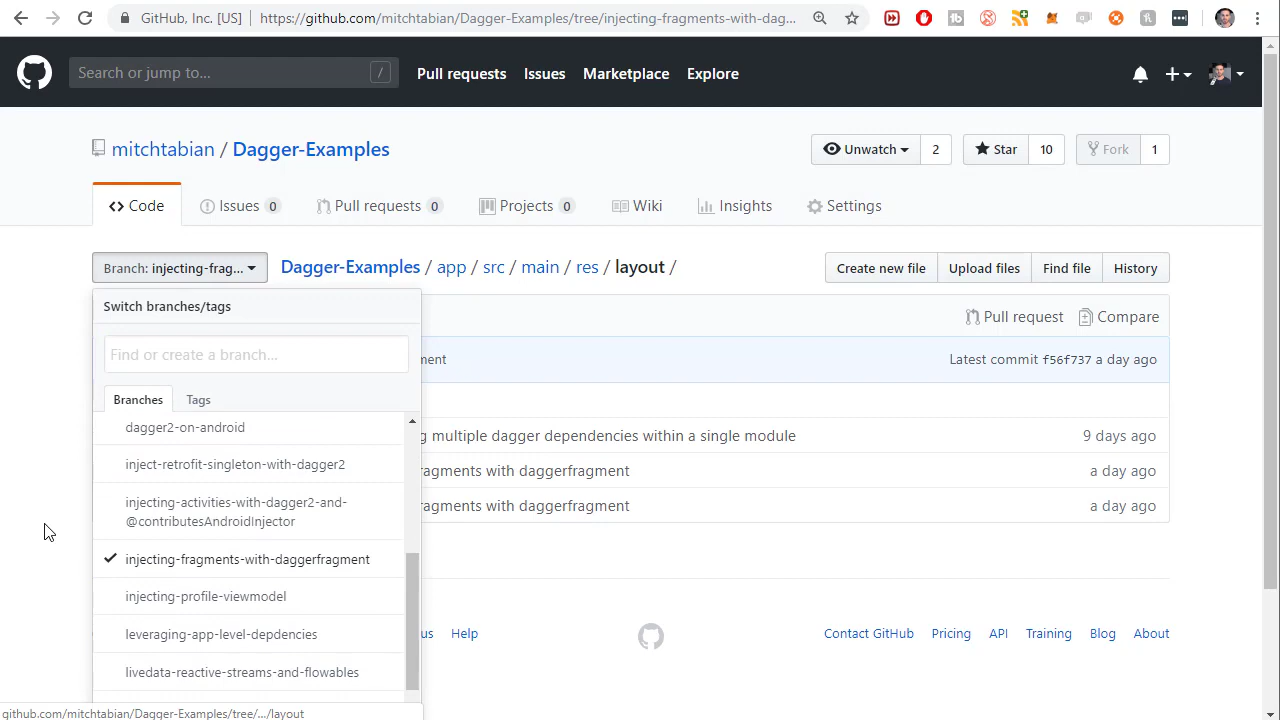 GitHub, Inc. [US] https://github.com/mitchtabian/Dagger-Examples/tree/injecting-fragments-with-dag...
Search or jump to... /
Pull requests Issues Marketplace Explore
mitchtabian / Dagger-Examples
Unwatch 2 Star 10 Fork 1
Code Issues 0 Pull requests 0 Projects 0 Wiki Insights Settings
Branch: injecting-frag... Dagger-Examples / app / src / main / res / layout /
Create new file Upload files Find file History
Switch branches/tags
Pull request Compare
Find or create a branch...
Latest commit f56f737 a day ago
Branches Tags
dagger2-on-android
multiple dagger dependencies within a single module 9 days ago
inject-retrofit-singleton-with-dagger2
with daggerfragment a day ago
injecting-activities-with-dagger2-and-
@contributesAndroidInjector
with daggerfragment a day ago
injecting-fragments-with-daggerfragment
injecting-profile-viewmodel
leveraging-app-level-depdencies
us Help
Contact GitHub Pricing API Training Blog About
livedata-reactive-streams-and-flowables
github.com/mitchtabian/Dagger-Examples/tree/.../layout